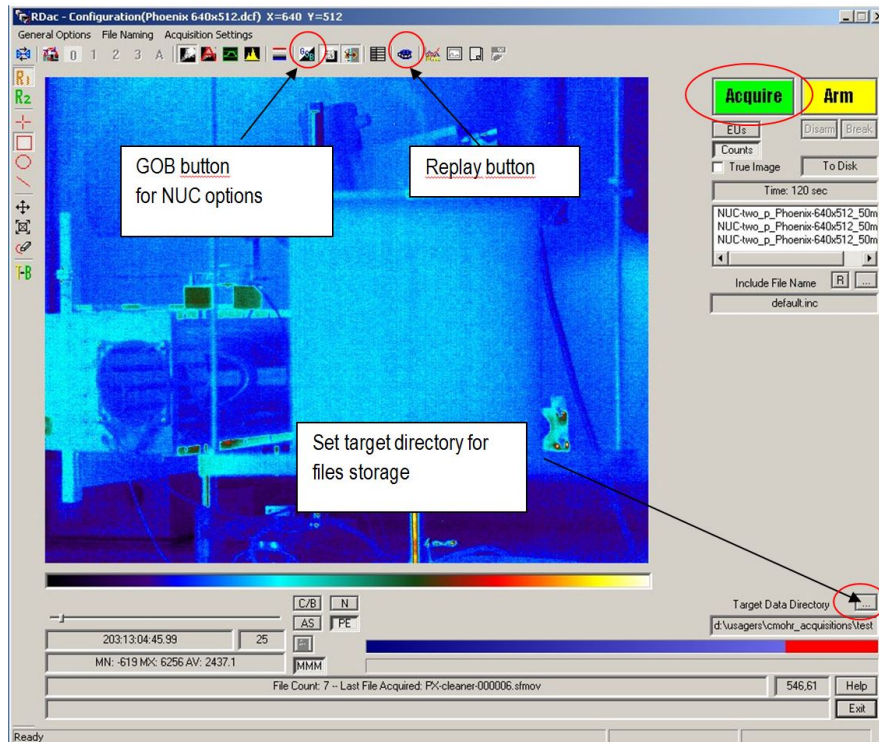 RDac - Configuration(Phoenix 640x512.dcf) X=640 Y=512
General Options File Naming Acquisition Settings
0 1 2 3 A
R1
R2
T-B
GOB button
for NUC options
Replay button
Set target directory for
files storage
Acquire Arm
EUs Disarm Break
Counts
True Image To Disk
Time: 120 sec
NUC-two_p_Phoenix-640x512_50m
NUC-two_p_Phoenix-640x512_50m
NUC-two_p_Phoenix-640x512_50m
Include File Name R ...
default.inc
Target Data Directory ...
d:\usagers\cmohr_acquisitions\test
C/B N
AS PE
203:13:04:45.99 25
MN: -619 MX: 6256 AV: 2437.1 MMM
File Count: 7 -- Last File Acquired: PX-cleaner-000006.sfmov 546,61 Help
Exit
Ready